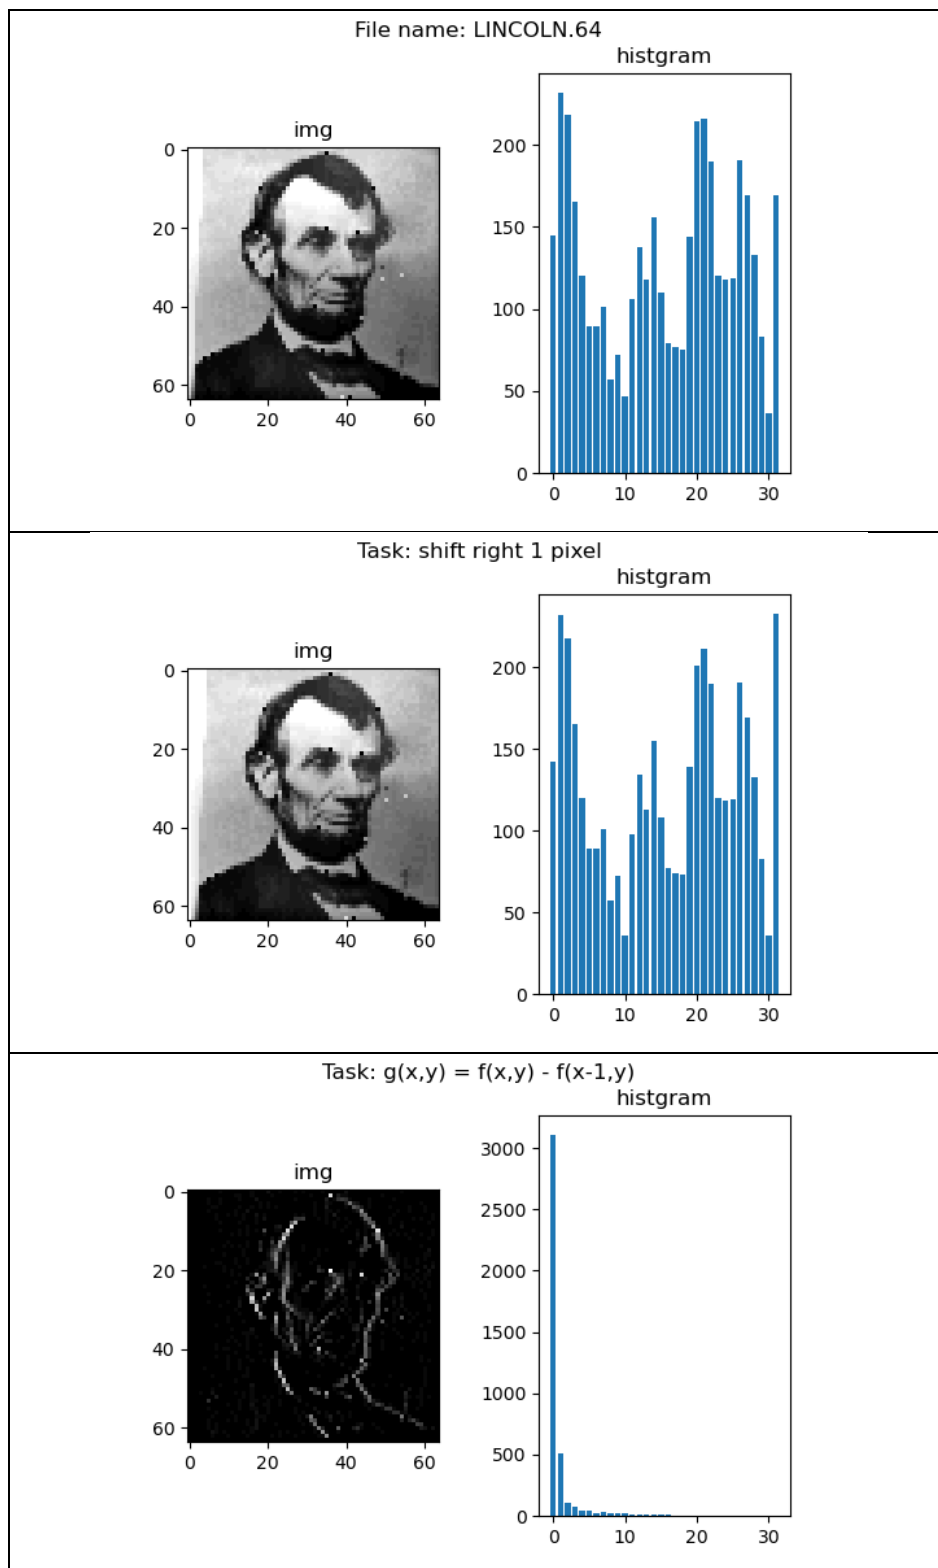 File name: LINCOLN.64
histgram
img
0
20
40
60
0 20 40 60
200
150
100
50
0
0 10 20 30
Task: shift right 1 pixel
histgram
img
0
20
40
60
0 20 40 60
200
150
100
50
0
0 10 20 30
Task: g(x,y) = f(x,y) - f(x-1,y)
histgram
img
0
20
40
60
0 20 40 60
3000
2500
2000
1500
1000
500
0
0 10 20 30